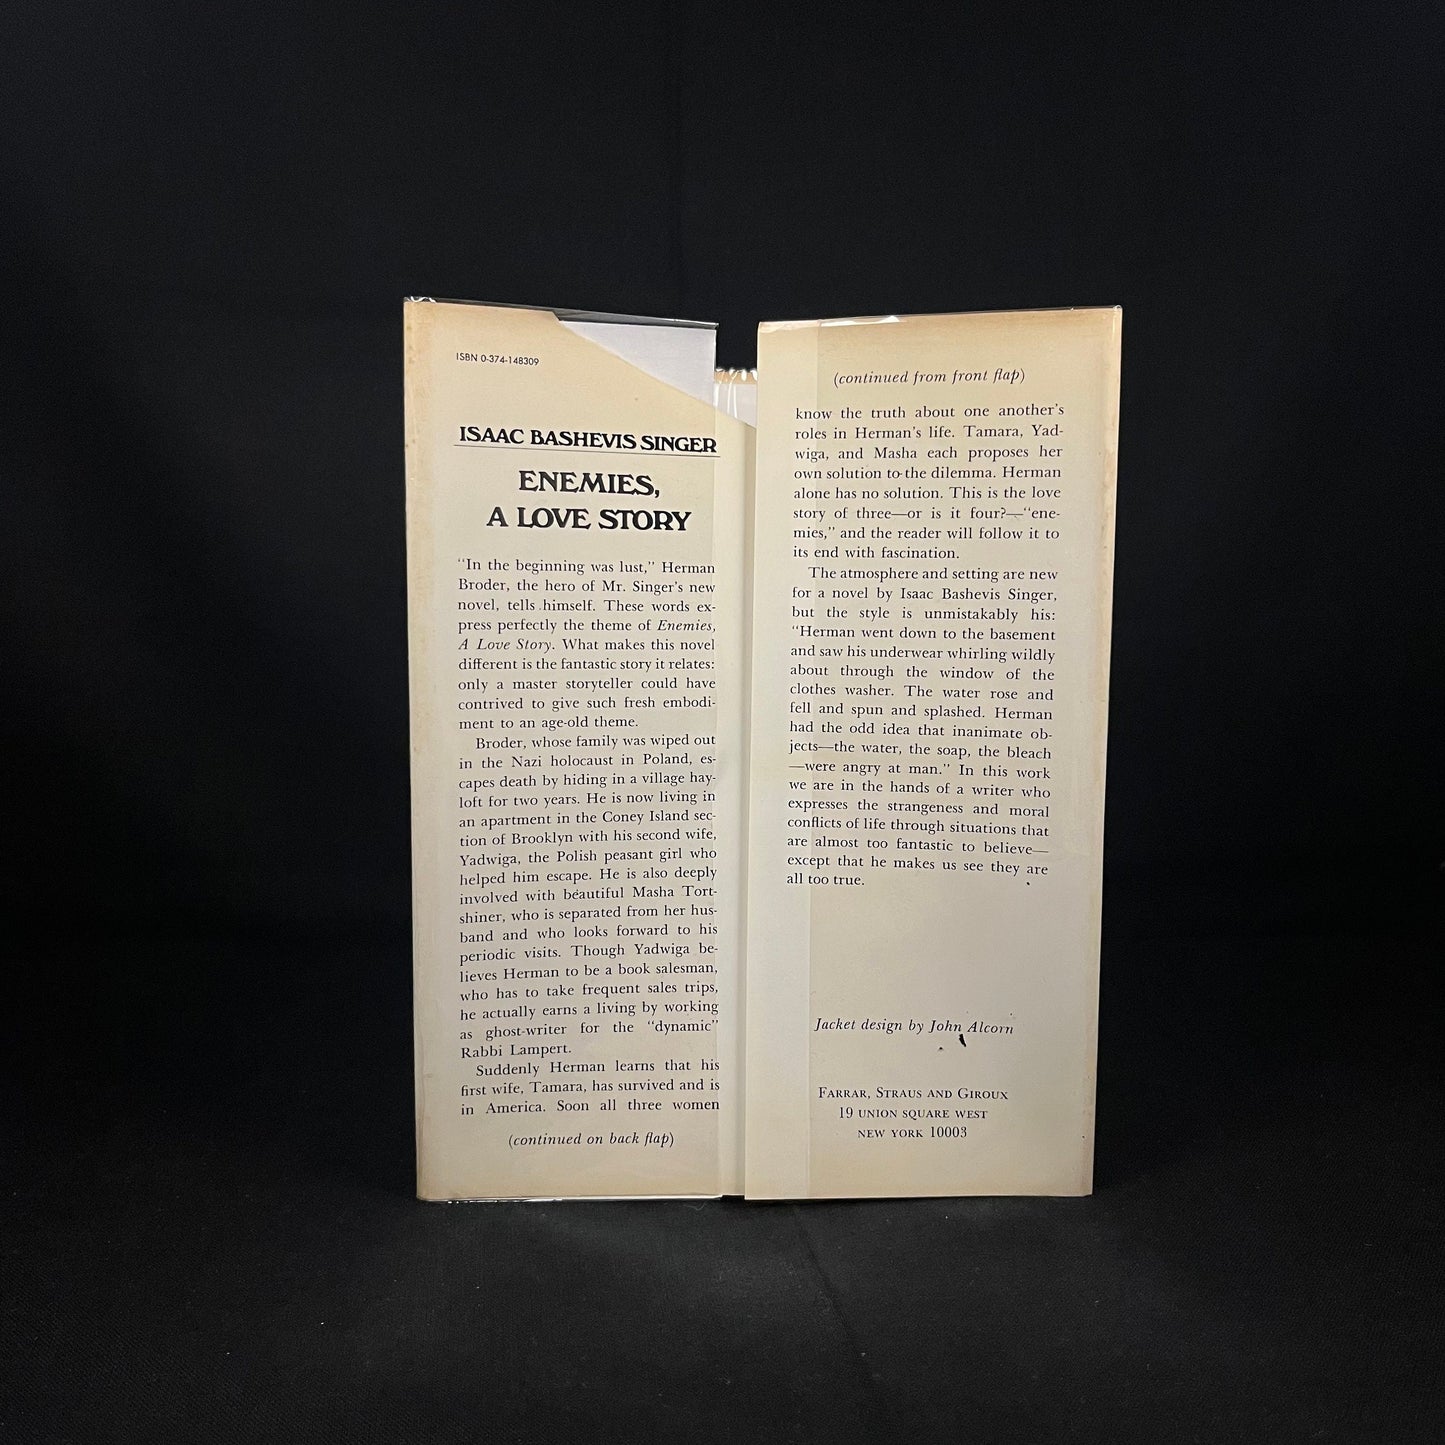 ISBN 0-374-148309
ISAAC BASHEVIS SINGER
ENEMIES,
A LOVE STORY
"In the beginning was lust," Herman
Broder, the hero of Mr. Singer's new
novel, tells himself. These words ex-
press perfectly the theme of Enemies,
A Love Story. What makes this novel
different is the fantastic story it relates:
only a master storyteller could have
contrived to give such fresh embodi-
ment to an age-old theme.
Broder, whose family was wiped out
in the Nazi holocaust in Poland, es-
capes death by hiding in a village hay-
loft for two years. He is now living in
an apartment in the Coney Island sec-
tion of Brooklyn with his second wife,
Yadwiga, the Polish peasant girl who
helped him escape. He is also deeply
involved with beautiful Masha Tort-
shiner, who is separated from her hus-
band and who looks forward to his
periodic visits. Though Yadwiga be-
lieves Herman to be a book salesman,
who has to take frequent sales trips,
he actually earns a living by working
as ghost-writer for the "dynamic"
Rabbi Lampert.
Suddenly Herman learns that his
first wife, Tamara, has survived and is
in America. Soon all three women
(continued on back flap)
(continued from front flap)
know the truth about one another's
roles in Herman's life. Tamara, Yad-
wiga, and Masha each proposes her
own solution to the dilemma. Herman
alone has no solution. This is the love
story of three—or is it four?—"ene-
mies," and the reader will follow it to
its end with fascination.
The atmosphere and setting are new
for a novel by Isaac Bashevis Singer,
but the style is unmistakably his:
"Herman went down to the basement
and saw his underwear whirling wildly
about through the window of the
clothes washer. The water rose and
fell and spun and splashed. Herman
had the odd idea that inanimate ob-
jects—the water, the soap, the bleach
—were angry at man." In this work
we are in the hands of a writer who
expresses the strangeness and moral
conflicts of life through situations that
are almost too fantastic to believe—
except that he makes us see they are
all too true.
Jacket design by John Alcorn
FARRAR, STRAUS AND GIROUX
19 UNION SQUARE WEST
NEW YORK 10003